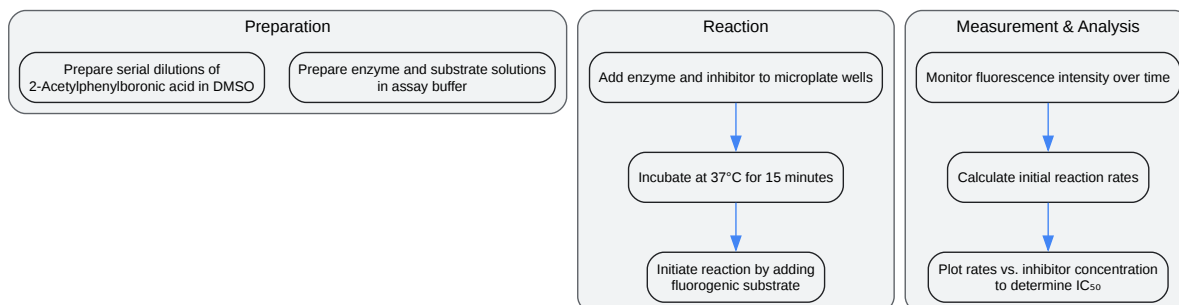 Preparation
Prepare serial dilutions of
2-Acetylphenylboronic acid in DMSO
Prepare enzyme and substrate solutions
in assay buffer
Reaction
Add enzyme and inhibitor to microplate wells
Incubate at 37°C for 15 minutes
Initiate reaction by adding
fluorogenic substrate
Measurement & Analysis
Monitor fluorescence intensity over time
Calculate initial reaction rates
Plot rates vs. inhibitor concentration
to determine IC₅₀